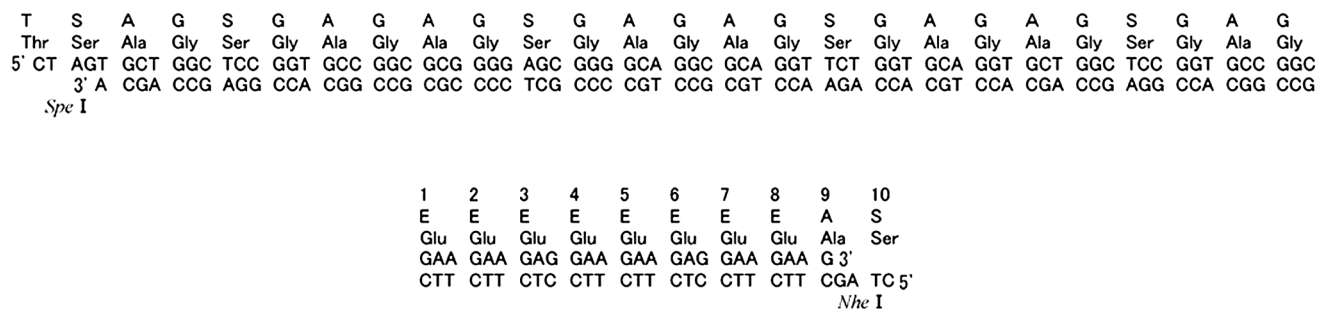 T S A G S G A G A G S G A G A G S G A G A G S G A G
Thr Ser Ala Gly Ser Gly Ala Gly Ala Gly Ser Gly Ala Gly Ala Gly Ser Gly Ala Gly Ala Gly Ser Gly Ala Gly
5' CT AGT GCT GGC TCC GGT GCC GGC GCG GGG AGC GGG GCA GGC GCA GGT TCT GGT GCA GGT GCT GGC TCC GGT GCC GGC
3' A CGA CCG AGG CCA CGG CCG CGC CCC TCG CCC CGT CCG CGT CCA AGA CCA CGT CCA CGA CCG AGG CCA CGG CCG
Spe I
1 2 3 4 5 6 7 8 9 10
E E E E E E E E A S
Glu Glu Glu Glu Glu Glu Glu Glu Ala Ser
GAA GAA GAG GAA GAA GAG GAA GAA G 3'
CTT CTT CTC CTT CTT CTC CTT CTT CGA TC 5'
Nhe I